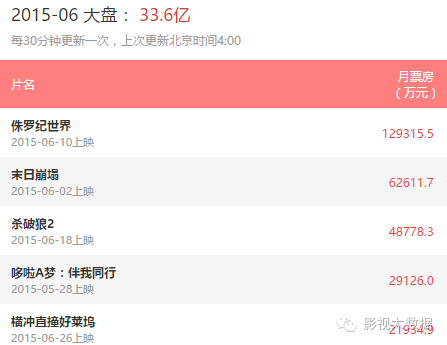 2015-06 大盘： 33.6亿
每30分钟更新一次，上次更新北京时间4:00
片名
月票房
（万元）
侏罗纪世界
2015-06-10上映
129315.5
末日崩塌
2015-06-02上映
62611.7
杀破狼2
2015-06-18上映
48778.3
哆啦A梦：伴我同行
2015-05-28上映
29126.0
横冲直撞好莱坞
2015-06-26上映
21934.9
影视大数据